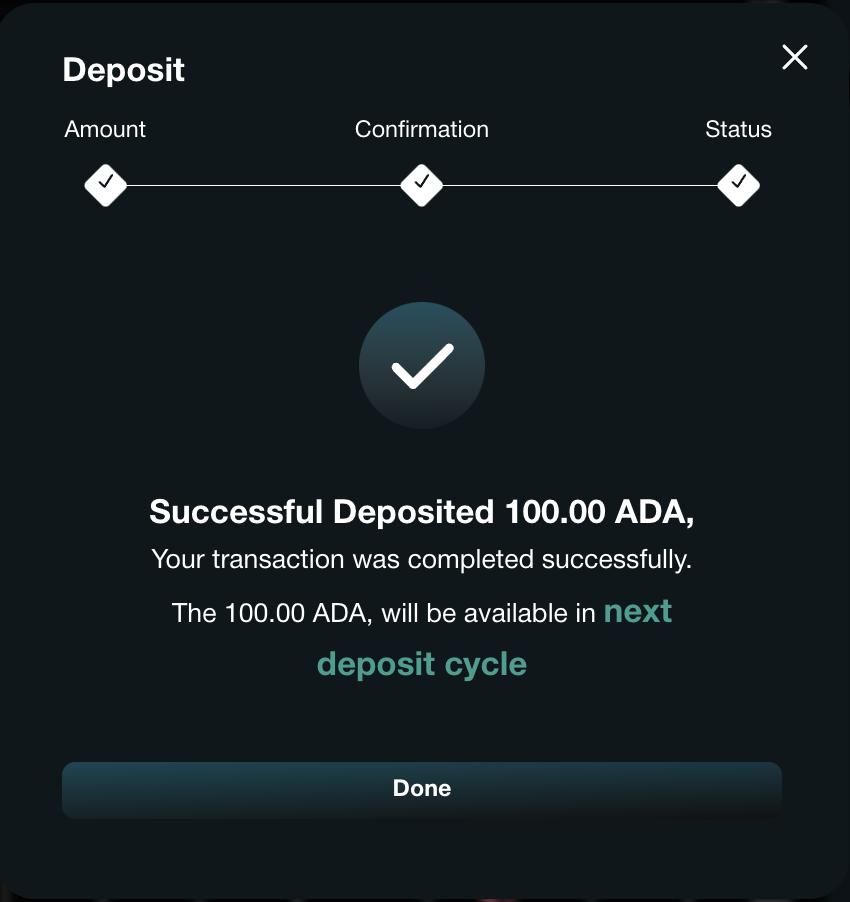 Deposit
Amount Confirmation Status
Successful Deposited 100.00 ADA,
Your transaction was completed successfully.
The 100.00 ADA, will be available in next
deposit cycle
Done